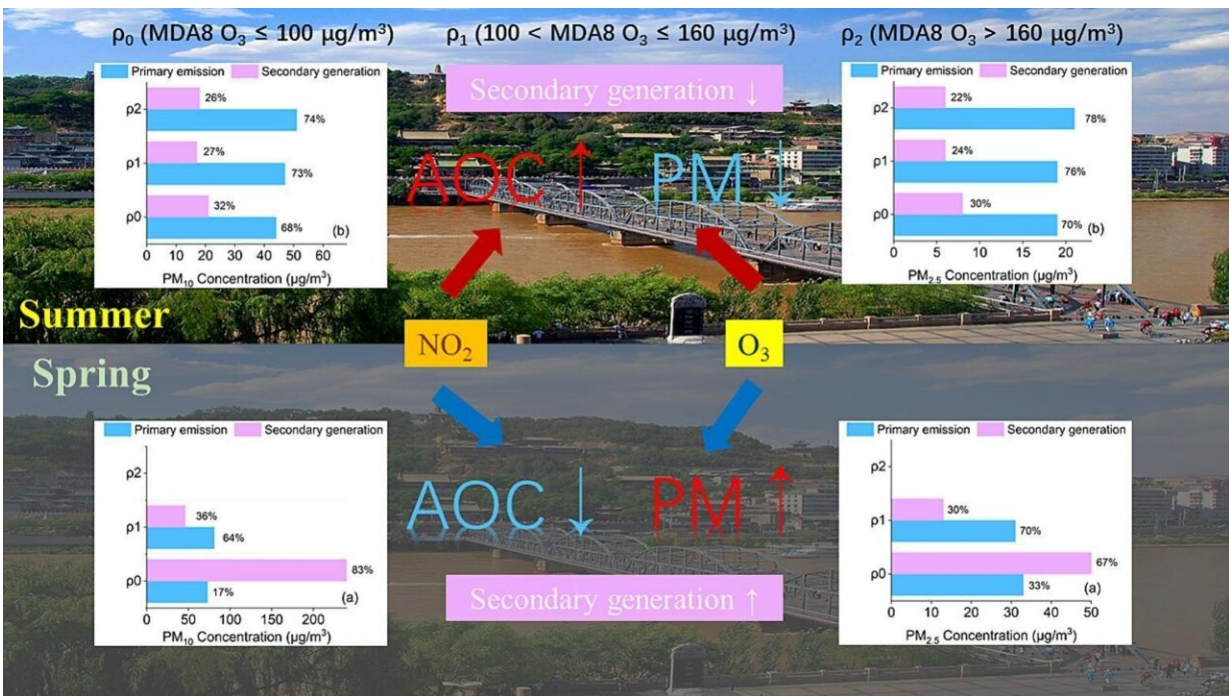 ρ₀ (MDA8 O₃ ≤ 100 μg/m³)
ρ₁ (100 < MDA8 O₃ ≤ 160 μg/m³)
ρ₂ (MDA8 O₃ > 160 μg/m³)
Primary emission Secondary generation
ρ2
26%
74%
ρ1
27%
73%
ρ0
32%
68%
(b)
0 10 20 30 40 50 60
PM₁₀ Concentration (μg/m³)
Secondary generation ↓
AOC ↑
PM ↓
Primary emission Secondary generation
ρ2
22%
78%
ρ1
24%
76%
ρ0
30%
70%
(b)
0 5 10 15 20
PM₂.₅ Concentration (μg/m³)
Summer
NO₂
O₃
Spring
Primary emission Secondary generation
ρ2
ρ1
36%
64%
ρ0
83%
17%
(a)
0 50 100 150 200
PM₁₀ Concentration (μg/m³)
AOC ↓
PM ↑
Secondary generation ↑
Primary emission Secondary generation
ρ2
ρ1
30%
70%
ρ0
67%
33%
(a)
0 10 20 30 40 50
PM₂.₅ Concentration (μg/m³)